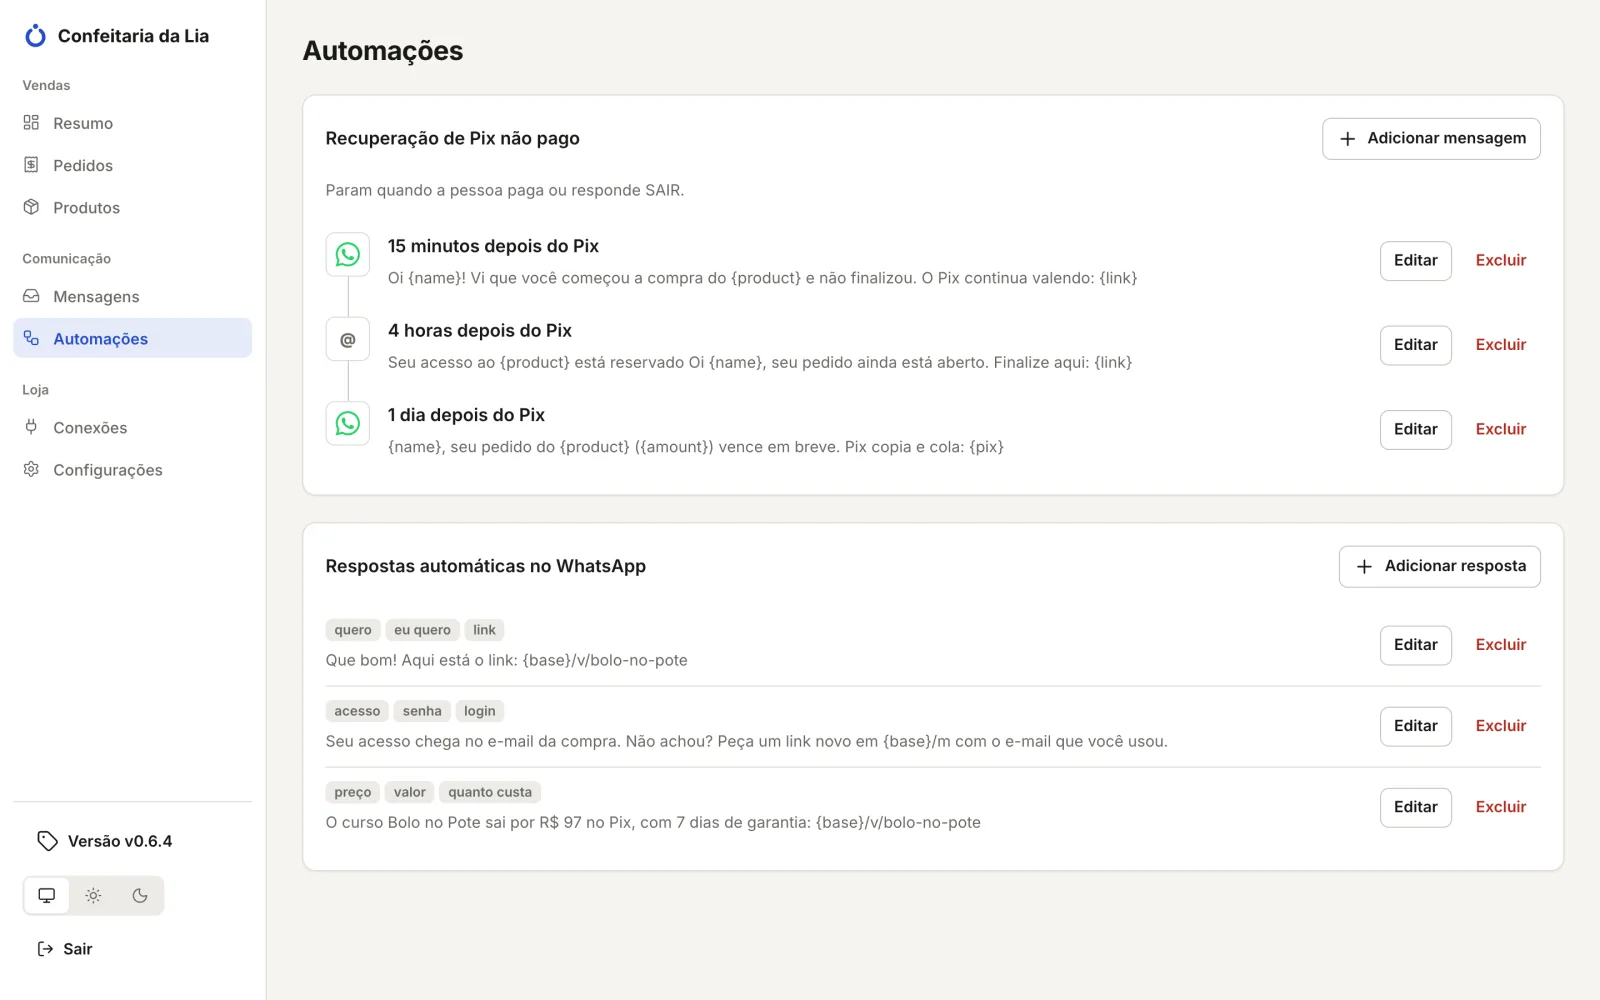 Confeitaria da Lia
Vendas
Resumo
Pedidos
Produtos
Comunicação
Mensagens
Automações
Loja
Conexões
Configurações
Versão v0.6.4
Sair
Automações
Recuperação de Pix não pago
Adicionar mensagem
Param quando a pessoa paga ou responde SAIR.
15 minutos depois do Pix
Oi {name}! Vi que você começou a compra do {product} e não finalizou. O Pix continua valendo: {link}
Editar
Excluir
@
4 horas depois do Pix
Seu acesso ao {product} está reservado Oi {name}, seu pedido ainda está aberto. Finalize aqui: {link}
Editar
Excluir
1 dia depois do Pix
{name}, seu pedido do {product} ({amount}) vence em breve. Pix copia e cola: {pix}
Editar
Excluir
Respostas automáticas no WhatsApp
Adicionar resposta
quero eu quero link
Que bom! Aqui está o link: {base}/v/bolo-no-pote
Editar
Excluir
acesso senha login
Seu acesso chega no e-mail da compra. Não achou? Peça um link novo em {base}/m com o e-mail que você usou.
Editar
Excluir
preço valor quanto custa
O curso Bolo no Pote sai por R$ 97 no Pix, com 7 dias de garantia: {base}/v/bolo-no-pote
Editar
Excluir